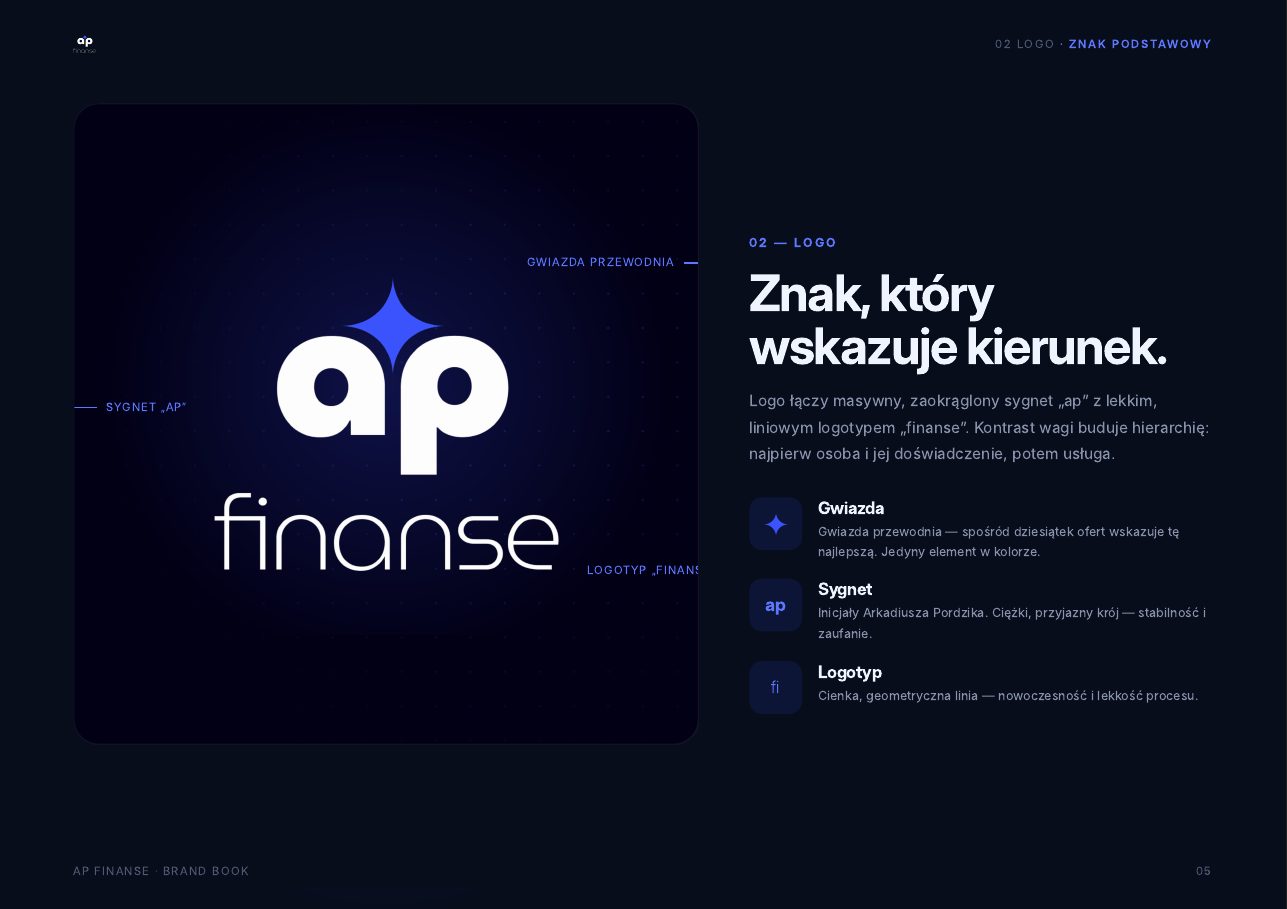 ap
finanse
02 LOGO · ZNAK PODSTAWOWY
GWIAZDA PRZEWODNIA
SYGNET „AP”
ap
finanse
LOGOTYP „FINANS
02 — LOGO
Znak, który
wskazuje kierunek.
Logo łączy masywny, zaokrąglony sygnet „ap” z lekkim,
liniowym logotypem „finanse”. Kontrast wagi buduje hierarchię:
najpierw osoba i jej doświadczenie, potem usługa.
Gwiazda
Gwiazda przewodnia — spośród dziesiątek ofert wskazuje tę
najlepszą. Jedyny element w kolorze.
ap
Sygnet
Inicjały Arkadiusza Pordzika. Ciężki, przyjazny krój — stabilność i
zaufanie.
fi
Logotyp
Cienka, geometryczna linia — nowoczesność i lekkość procesu.
AP FINANSE · BRAND BOOK
05